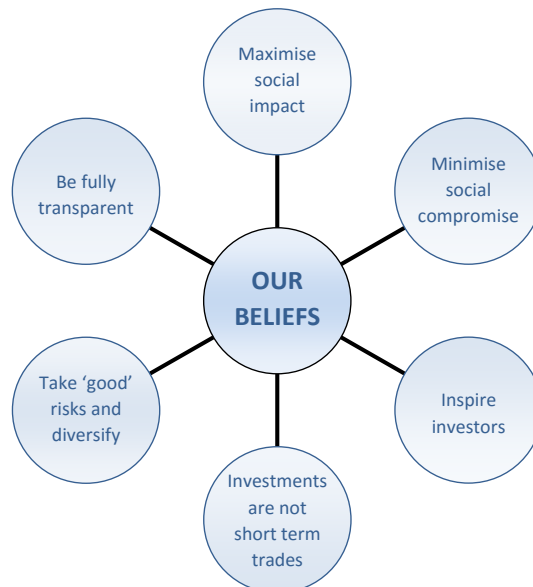 Maximise
social
impact
Be fully
transparent
Minimise
social
compromise
OUR
BELIEFS
Take ‘good’
risks and
diversify
Inspire
investors
Investments
are not
short term
trades